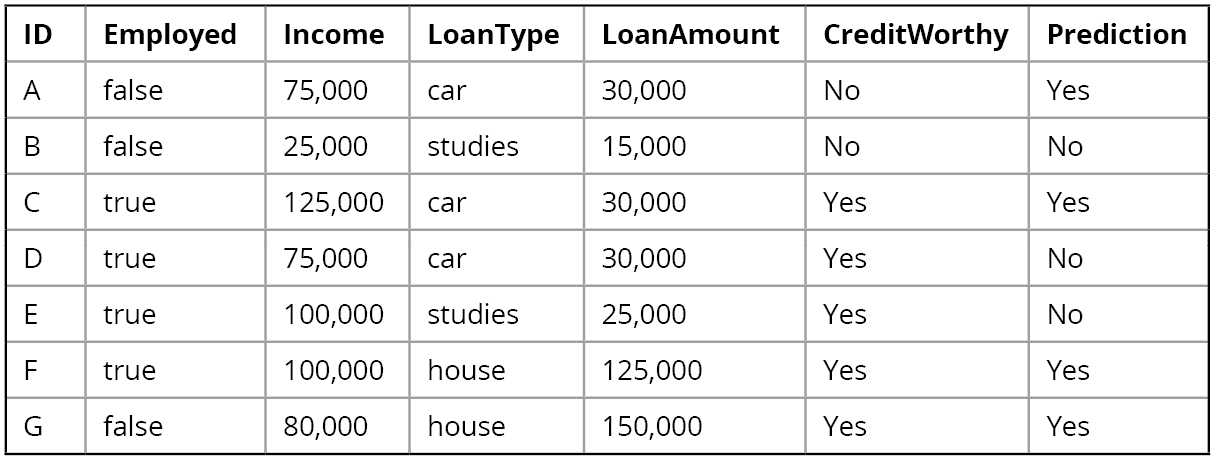 ID Employed Income LoanType LoanAmount CreditWorthy Prediction
A false 75,000 car 30,000 No Yes
B false 25,000 studies 15,000 No No
C true 125,000 car 30,000 Yes Yes
D true 75,000 car 30,000 Yes No
E true 100,000 studies 25,000 Yes No
F true 100,000 house 125,000 Yes Yes
G false 80,000 house 150,000 Yes Yes